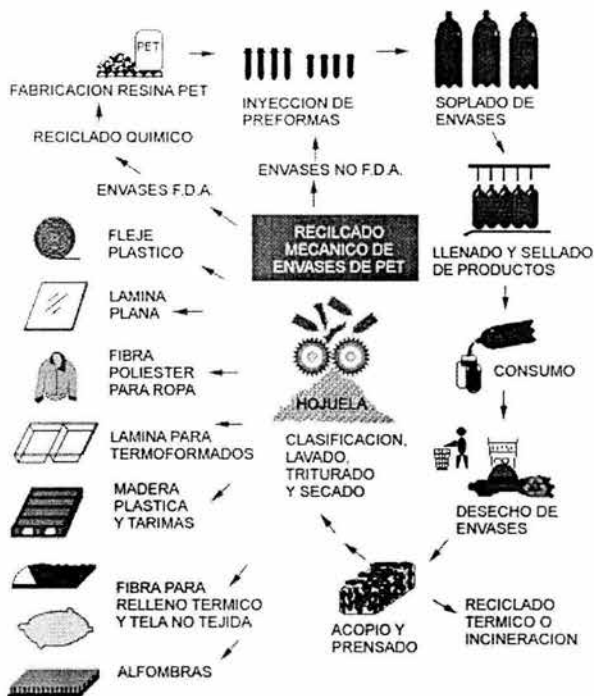 PET
FABRICACION RESINA PET
INYECCION DE
PREFORMAS
SOPLADO DE
ENVASES
RECICLADO QUIMICO
ENVASES F.D.A.
ENVASES NO F.D.A.
RECILCADO
MECANICO DE
ENVASES DE PET
LLENADO Y SELLADO
DE PRODUCTOS
FLEJE
PLASTICO
LAMINA
PLANA
CONSUMO
FIBRA
POLIESTER
PARA ROPA
HOJUELA
LAMINA PARA
TERMOFORMADOS
CLASIFICACION,
LAVADO,
TRITURADO
Y SECADO
MADERA
PLASTICA
Y TARIMAS
DESECHO DE
ENVASES
FIBRA PARA
RELLENO TERMICO
Y TELA NO TEJIDA
ACOPIO Y
PRENSADO
RECICLADO
TERMICO O
INCINERACION
ALFOMBRAS